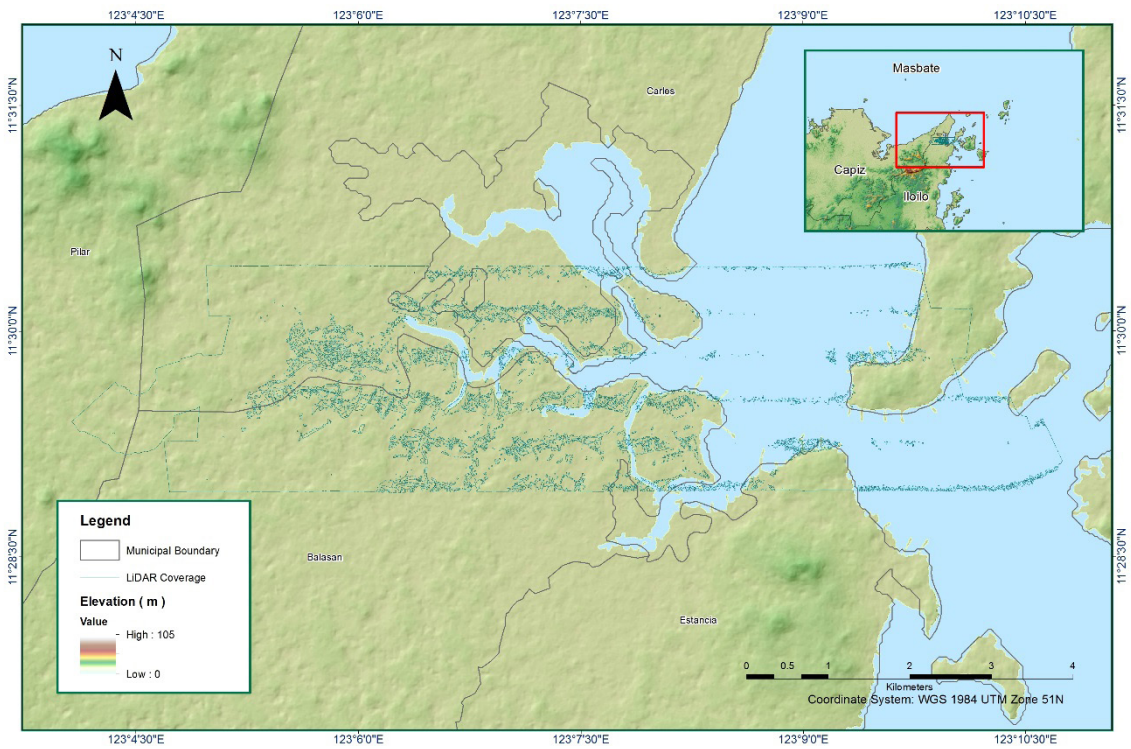 123°4'30"E 123°6'0"E 123°7'30"E 123°9'0"E 123°10'30"E
N
Masbate
Capiz
Iloilo
Carles
Pilar
11°31'30"N
11°31'30"N
11°30'0"N
11°30'0"N
11°28'30"N
11°28'30"N
Balasan
Estancia
Legend
Municipal Boundary
LiDAR Coverage
Elevation ( m )
Value
High : 105
Low : 0
0 0.5 1 2 3 4
Kilometers
Coordinate System: WGS 1984 UTM Zone 51N
123°4'30"E 123°6'0"E 123°7'30"E 123°9'0"E 123°10'30"E